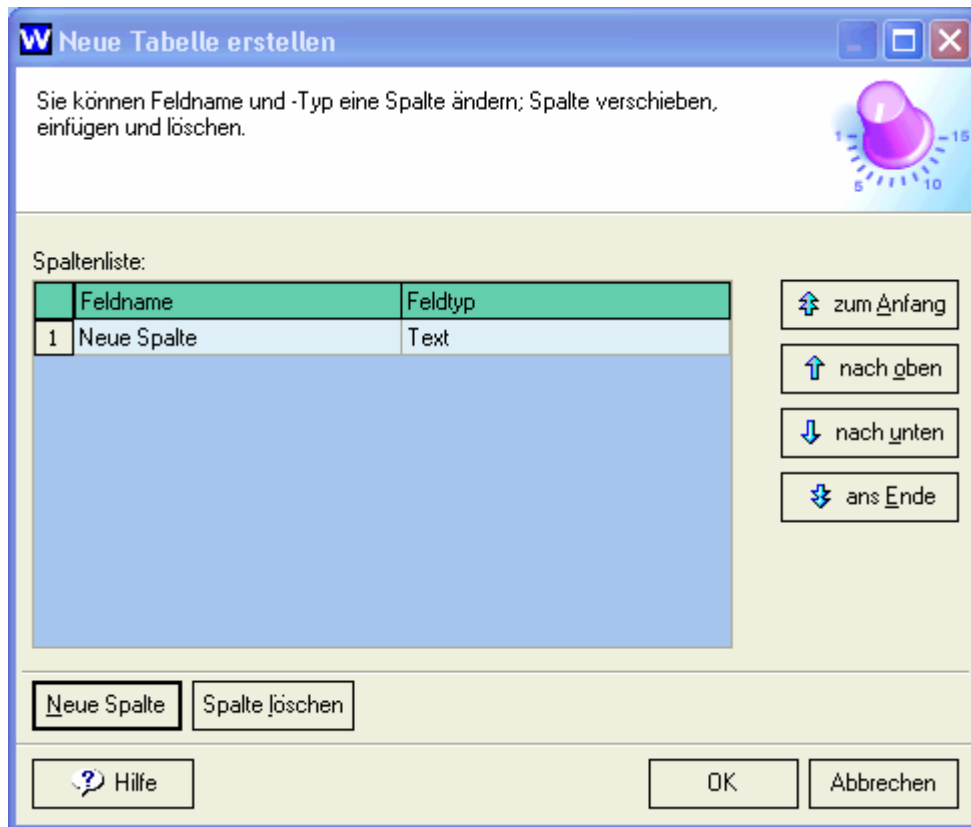 W Neue Tabelle erstellen
Sie können Feldname und -Typ eine Spalte ändern; Spalte verschieben,
einfügen und löschen.
1 15
5 10
Spaltenliste:
Feldname Feldtyp
1 Neue Spalte Text
zum Anfang
nach oben
nach unten
ans Ende
Neue Spalte Spalte löschen
Hilfe OK Abbrechen